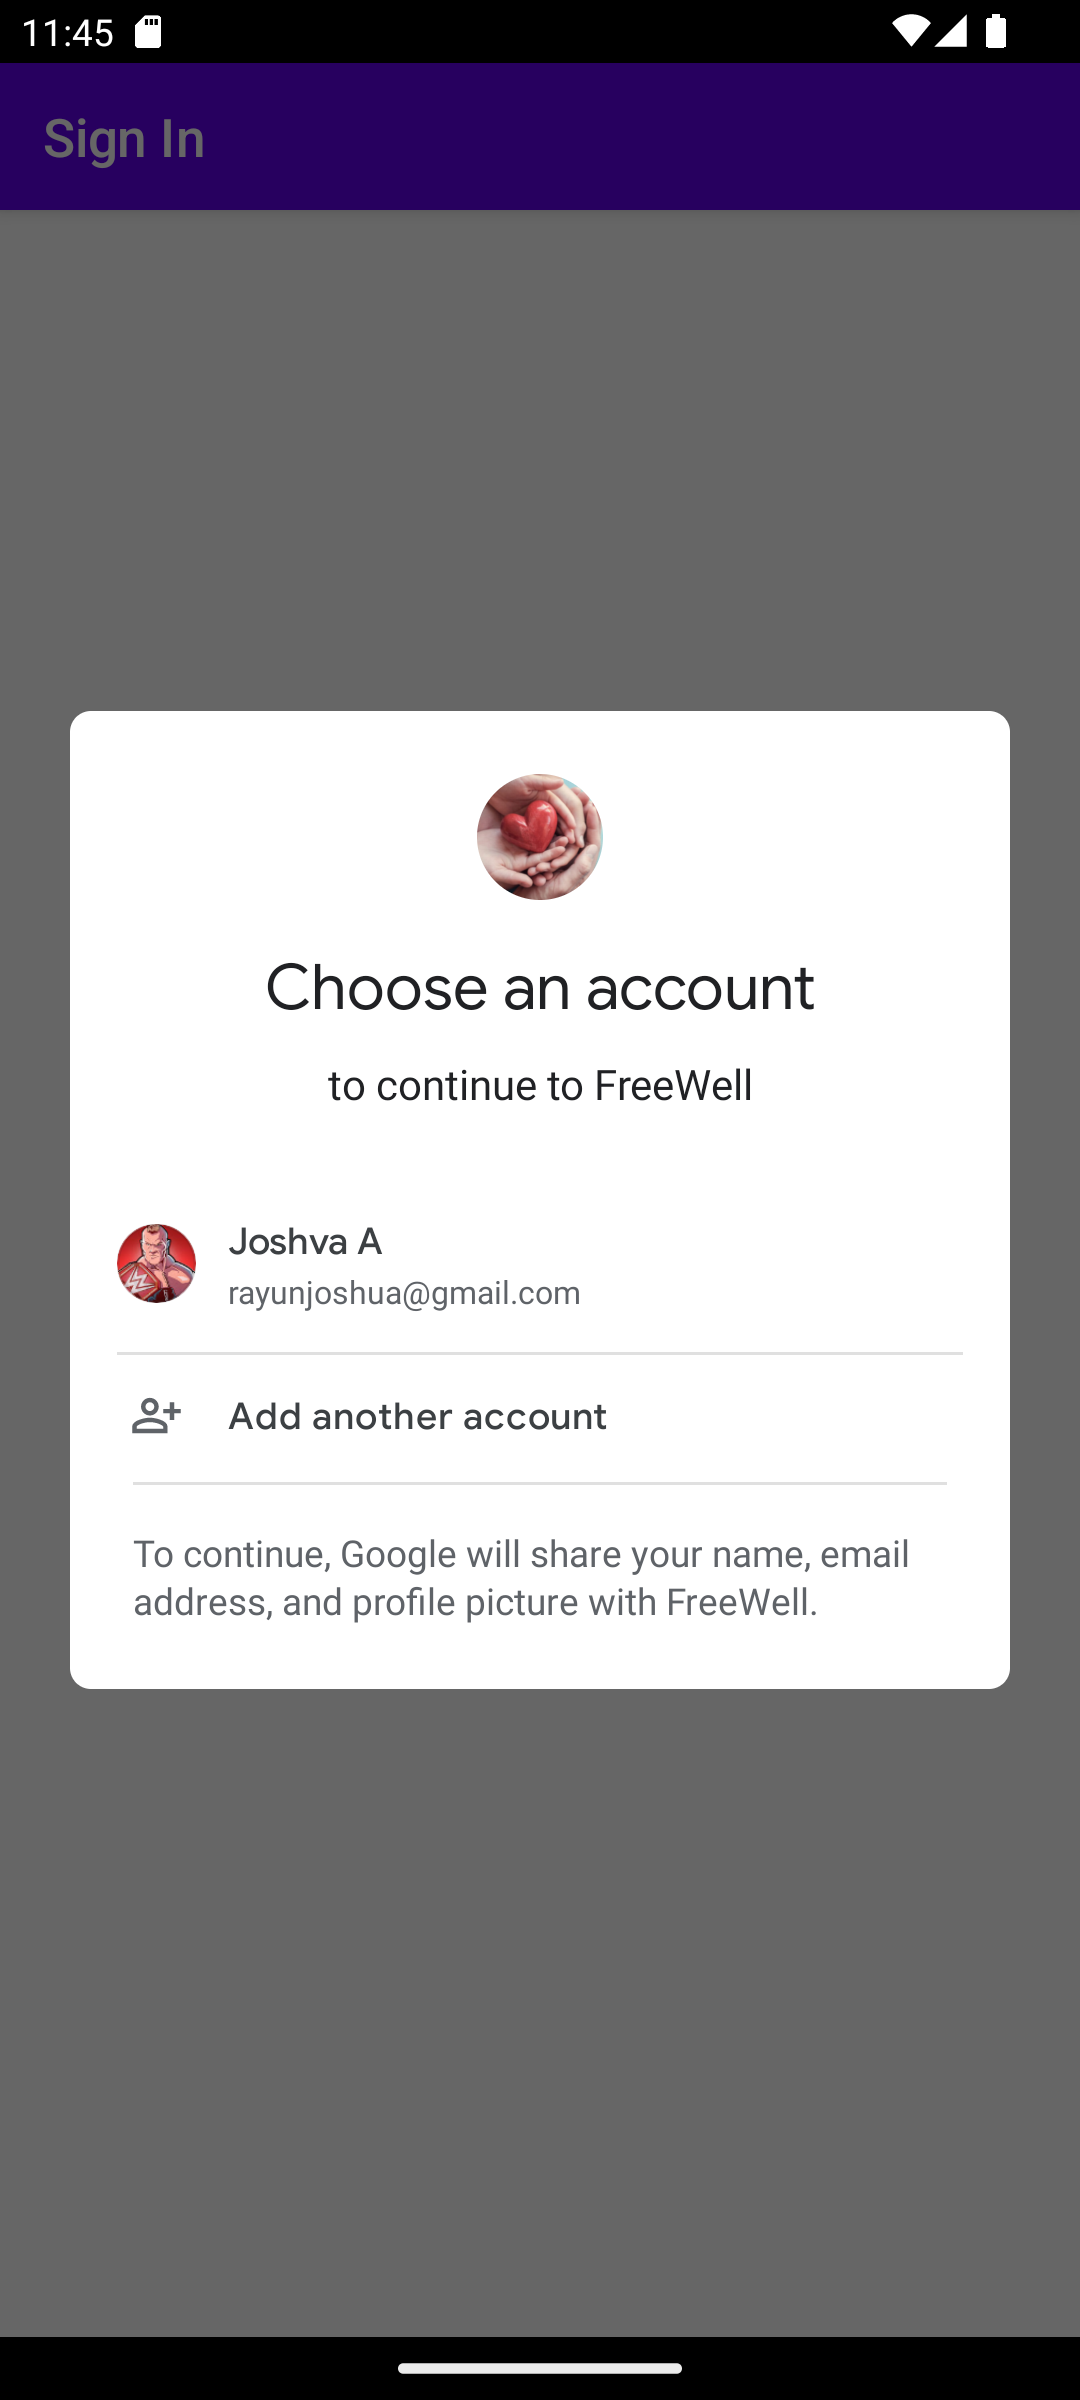 11:45
Sign In
Choose an account
to continue to FreeWell
Joshva A
rayunjoshua@gmail.com
Add another account
To continue, Google will share your name, email
address, and profile picture with FreeWell.